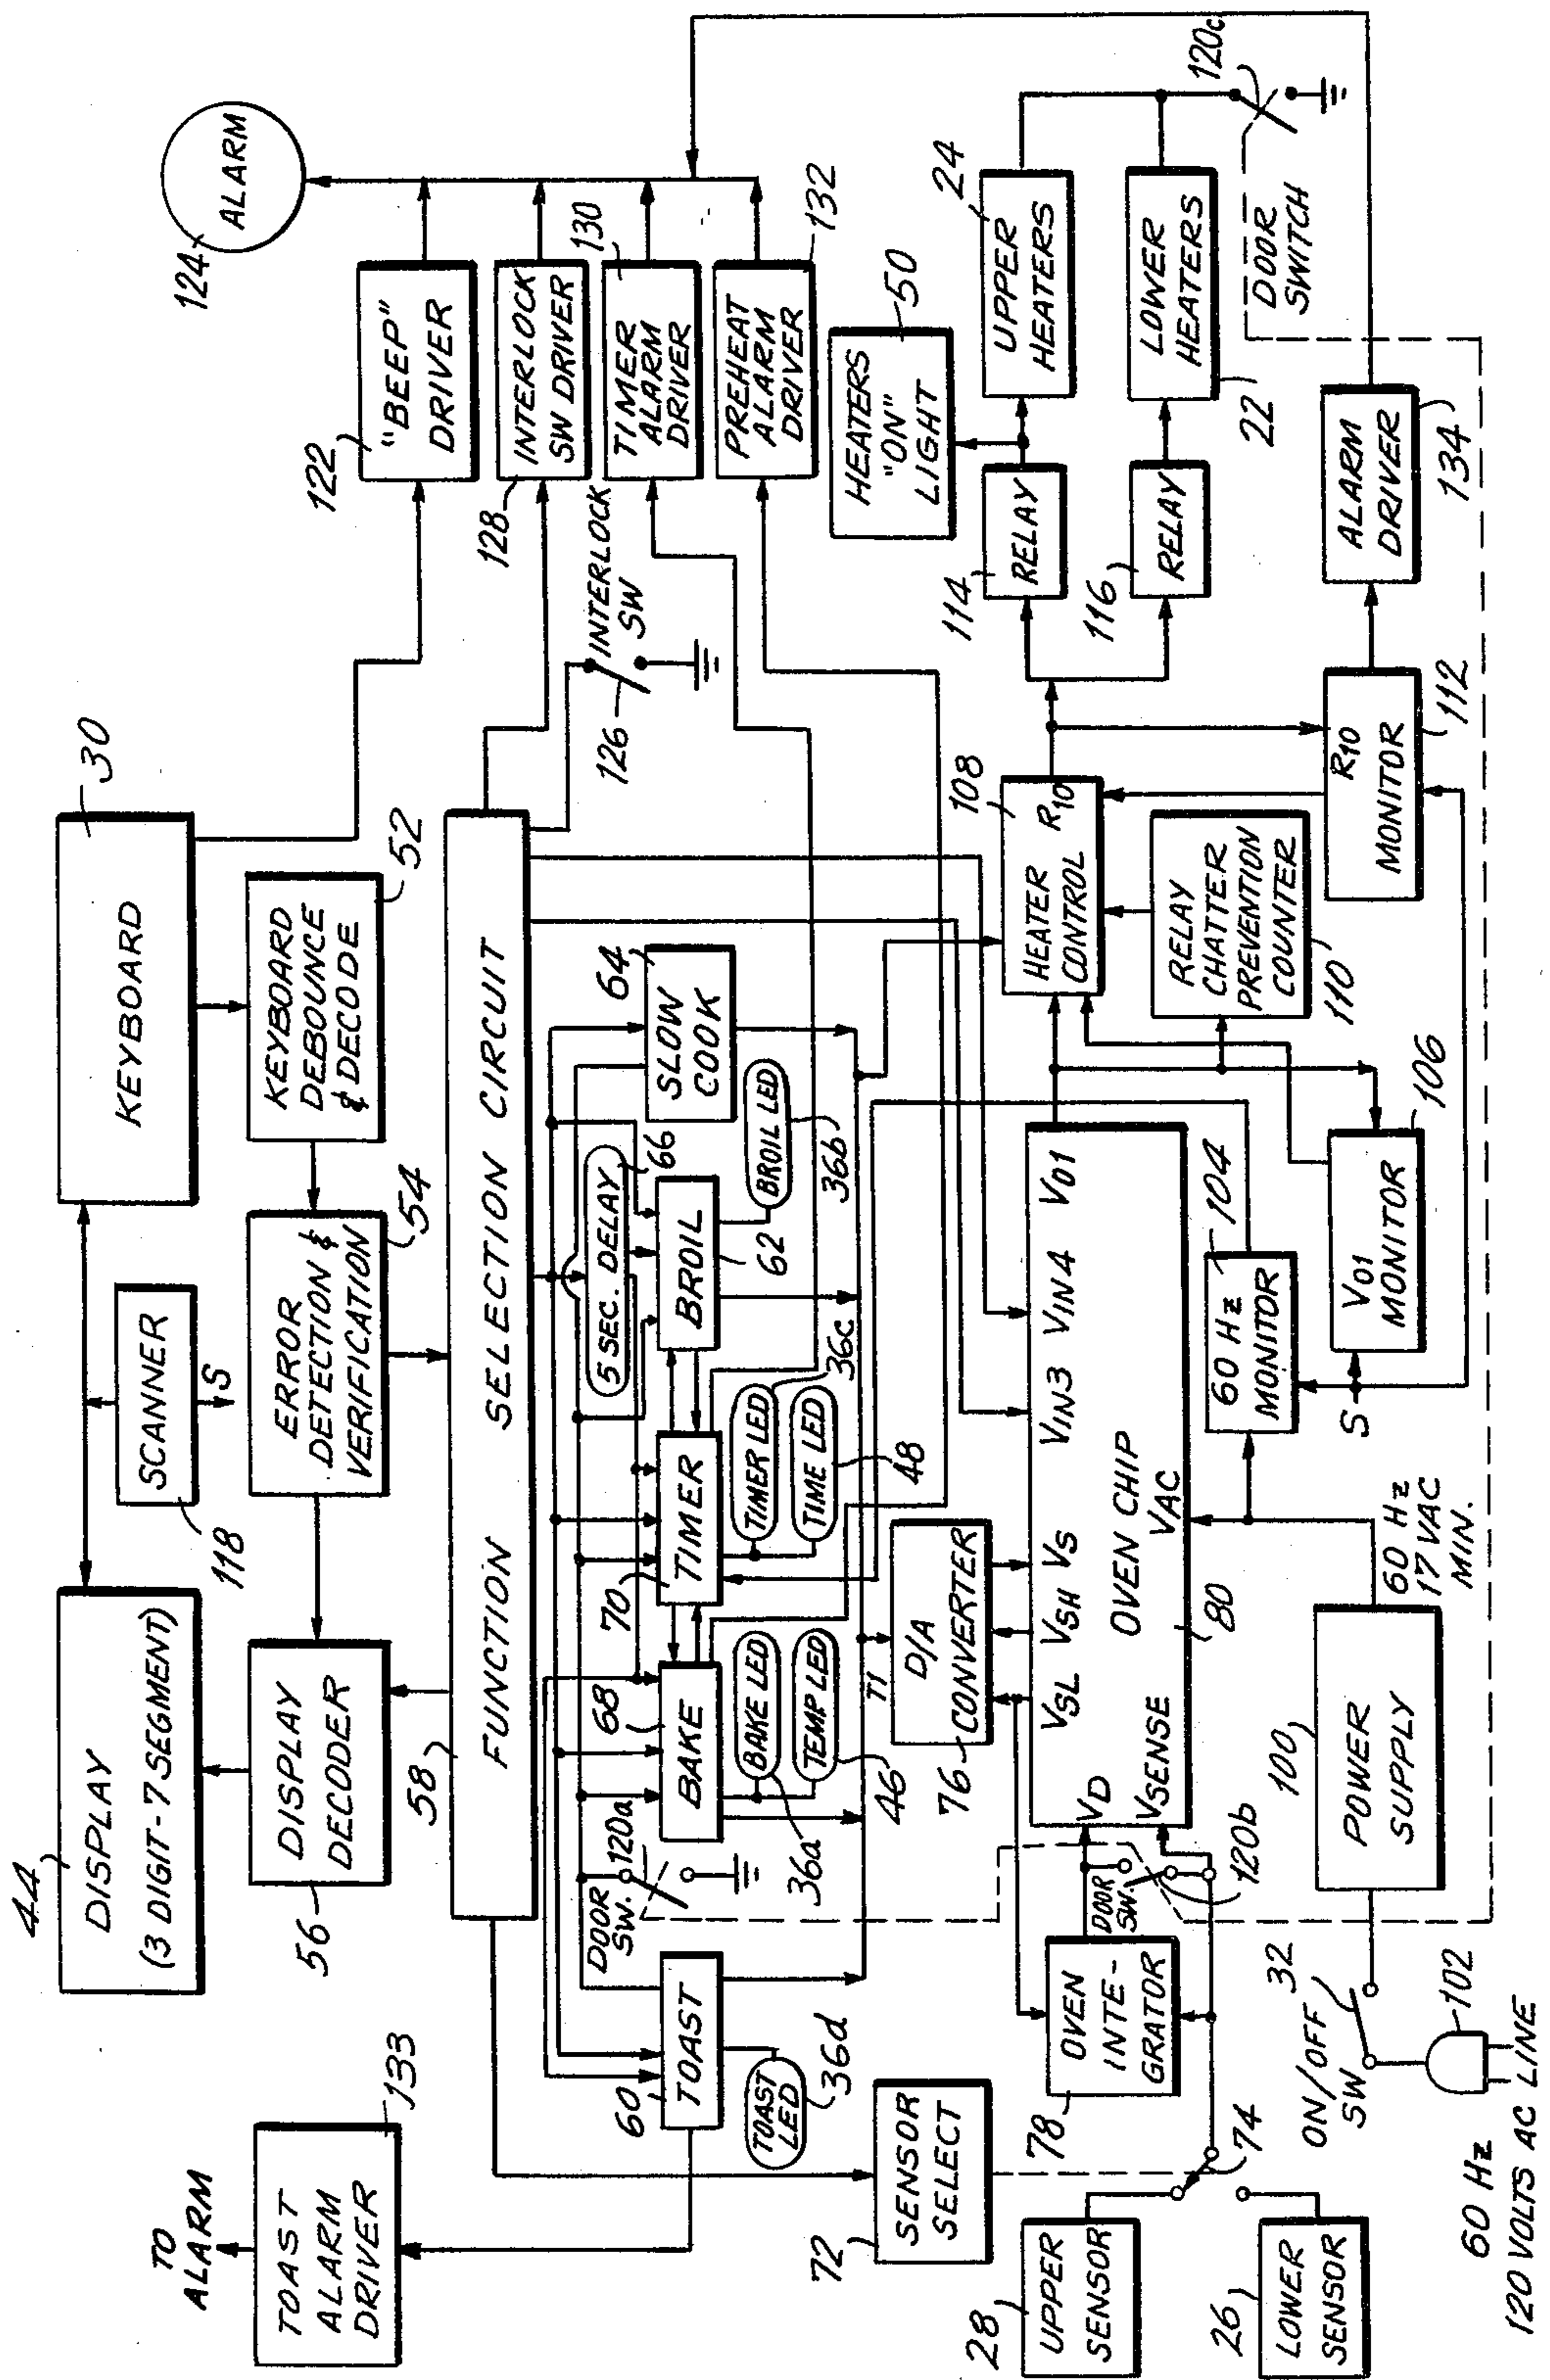 TO
ALARM
TOAST
ALARM
DRIVER
133
44
DISPLAY
(3 DIGIT-7 SEGMENT)
SCANNER
118
S
KEYBOARD
30
124
ALARM
56
DISPLAY
DECODER
ERROR
DETECTION &
VERIFICATION
54
KEYBOARD
DEBOUNCE
& DECODE
52
122
"BEEP"
DRIVER
58
FUNCTION SELECTION CIRCUIT
128
INTERLOCK
SW DRIVER
INTERLOCK
SW
126
130
TIMER
ALARM
DRIVER
PREHEAT
ALARM
DRIVER
132
60
TOAST
TOAST
LED
36d
DOOR
SW.
120a
68
BAKE
BAKE LED
TEMP LED
36a
46
70
TIMER
TIMER LED
TIME LED
36c
48
5 SEC. DELAY
66
BROIL
62
BROIL LED
36b
SLOW
COOK
64
HEATERS
"ON"
LIGHT
50
72
SENSOR
SELECT
T1
76
D/A
CONVERTER
108
HEATER
CONTROL
R10
114
RELAY
UPPER
HEATERS
24
116
RELAY
LOWER
HEATERS
22
120c
DOOR
SWITCH
28
UPPER
SENSOR
26
LOWER
SENSOR
74
78
OVEN
INTE-
GRATOR
DOOR
SW.
120b
VD
VSENSE
VSL
VSH
VS
VIN3
VIN4
V01
OVEN CHIP
VAC
80
RELAY
CHATTER
PREVENTION
COUNTER
110
60 Hz
MONITOR
104
V01
MONITOR
106
S
R10
MONITOR
112
ALARM
DRIVER
134
ON/OFF
SW
32
102
100
POWER
SUPPLY
60 Hz
17 VAC
MIN.
60 Hz
120 VOLTS AC LINE